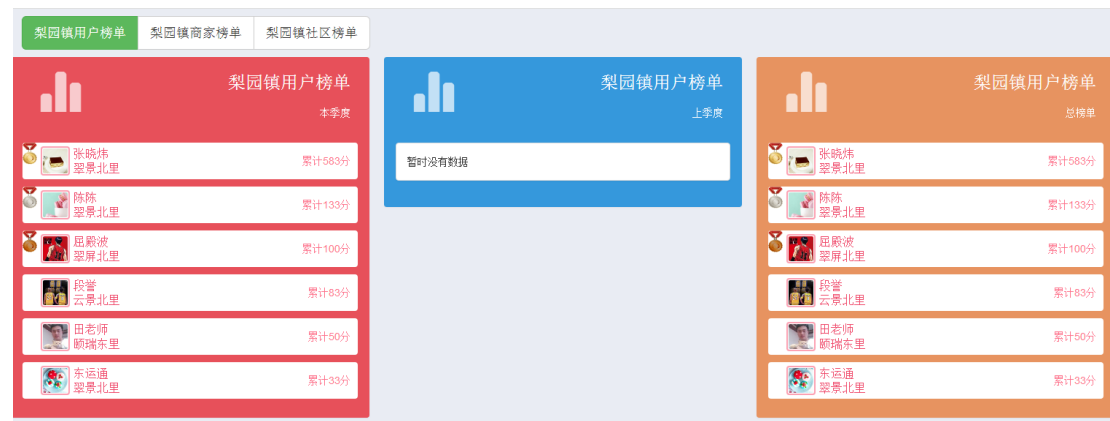 梨园镇用户榜单
梨园镇商家榜单
梨园镇社区榜单
梨园镇用户榜单
本季度
张晓炜
翠景北里
累计583分
陈陈
翠景北里
累计133分
屈殿波
翠屏北里
累计100分
段誉
云景北里
累计83分
田老师
颐瑞东里
累计50分
东运通
翠景北里
累计33分
梨园镇用户榜单
上季度
暂时没有数据
梨园镇用户榜单
总榜单
张晓炜
翠景北里
累计583分
陈陈
翠景北里
累计133分
屈殿波
翠屏北里
累计100分
段誉
云景北里
累计83分
田老师
颐瑞东里
累计50分
东运通
翠景北里
累计33分